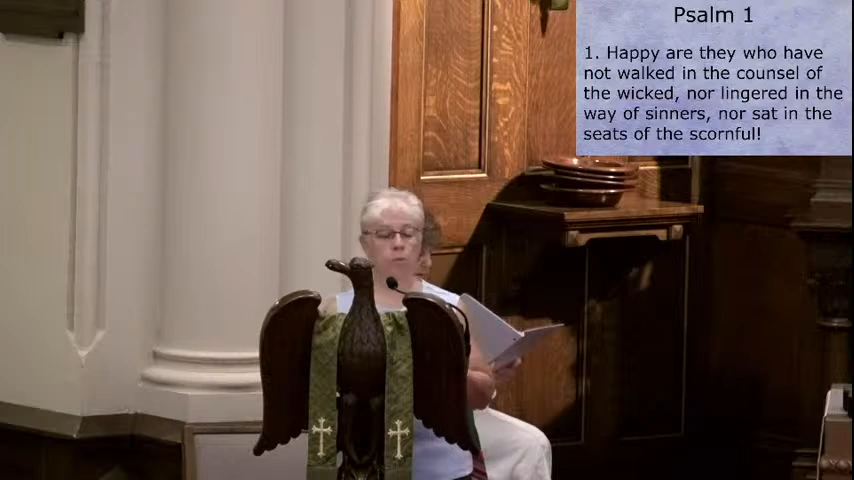 Psalm 1
1. Happy are they who have
not walked in the counsel of
the wicked, nor lingered in the
way of sinners, nor sat in the
seats of the scornful!